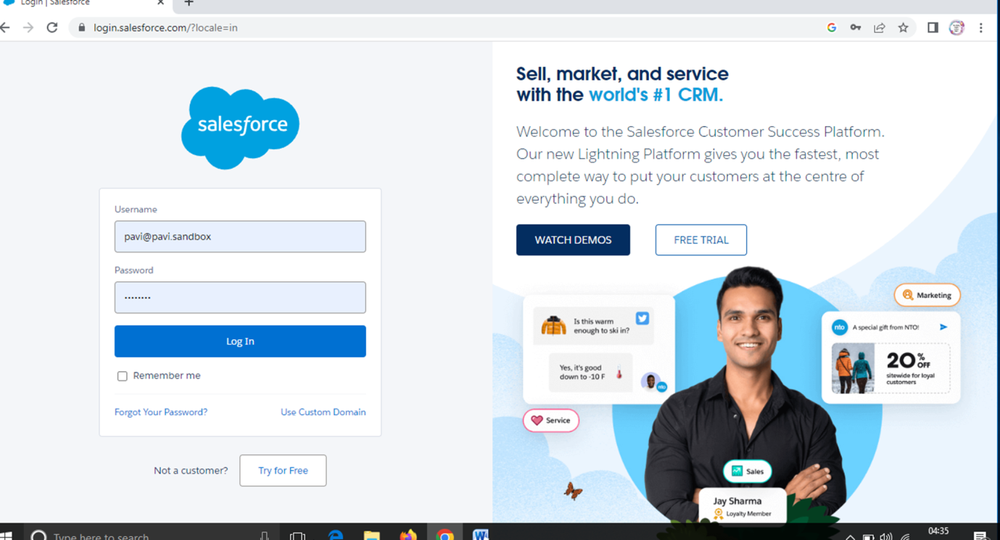 Login | Salesforce
login.salesforce.com/?locale=in
salesforce
Username
pavi@pavi.sandbox
Password
••••••••
Log In
Remember me
Forgot Your Password?
Use Custom Domain
Not a customer?
Try for Free
Sell, market, and service
with the world's #1 CRM.
Welcome to the Salesforce Customer Success Platform.
Our new Lightning Platform gives you the fastest, most
complete way to put your customers at the centre of
everything you do.
WATCH DEMOS
FREE TRIAL
Is this warm
enough to ski in?
Yes, it's good
down to -10 F
nto
Service
Marketing
nto
A special gift from NTO!
20% OFF
sitewide for loyal
customers
Sales
Jay Sharma
Loyalty Member
Type here to search
04:35